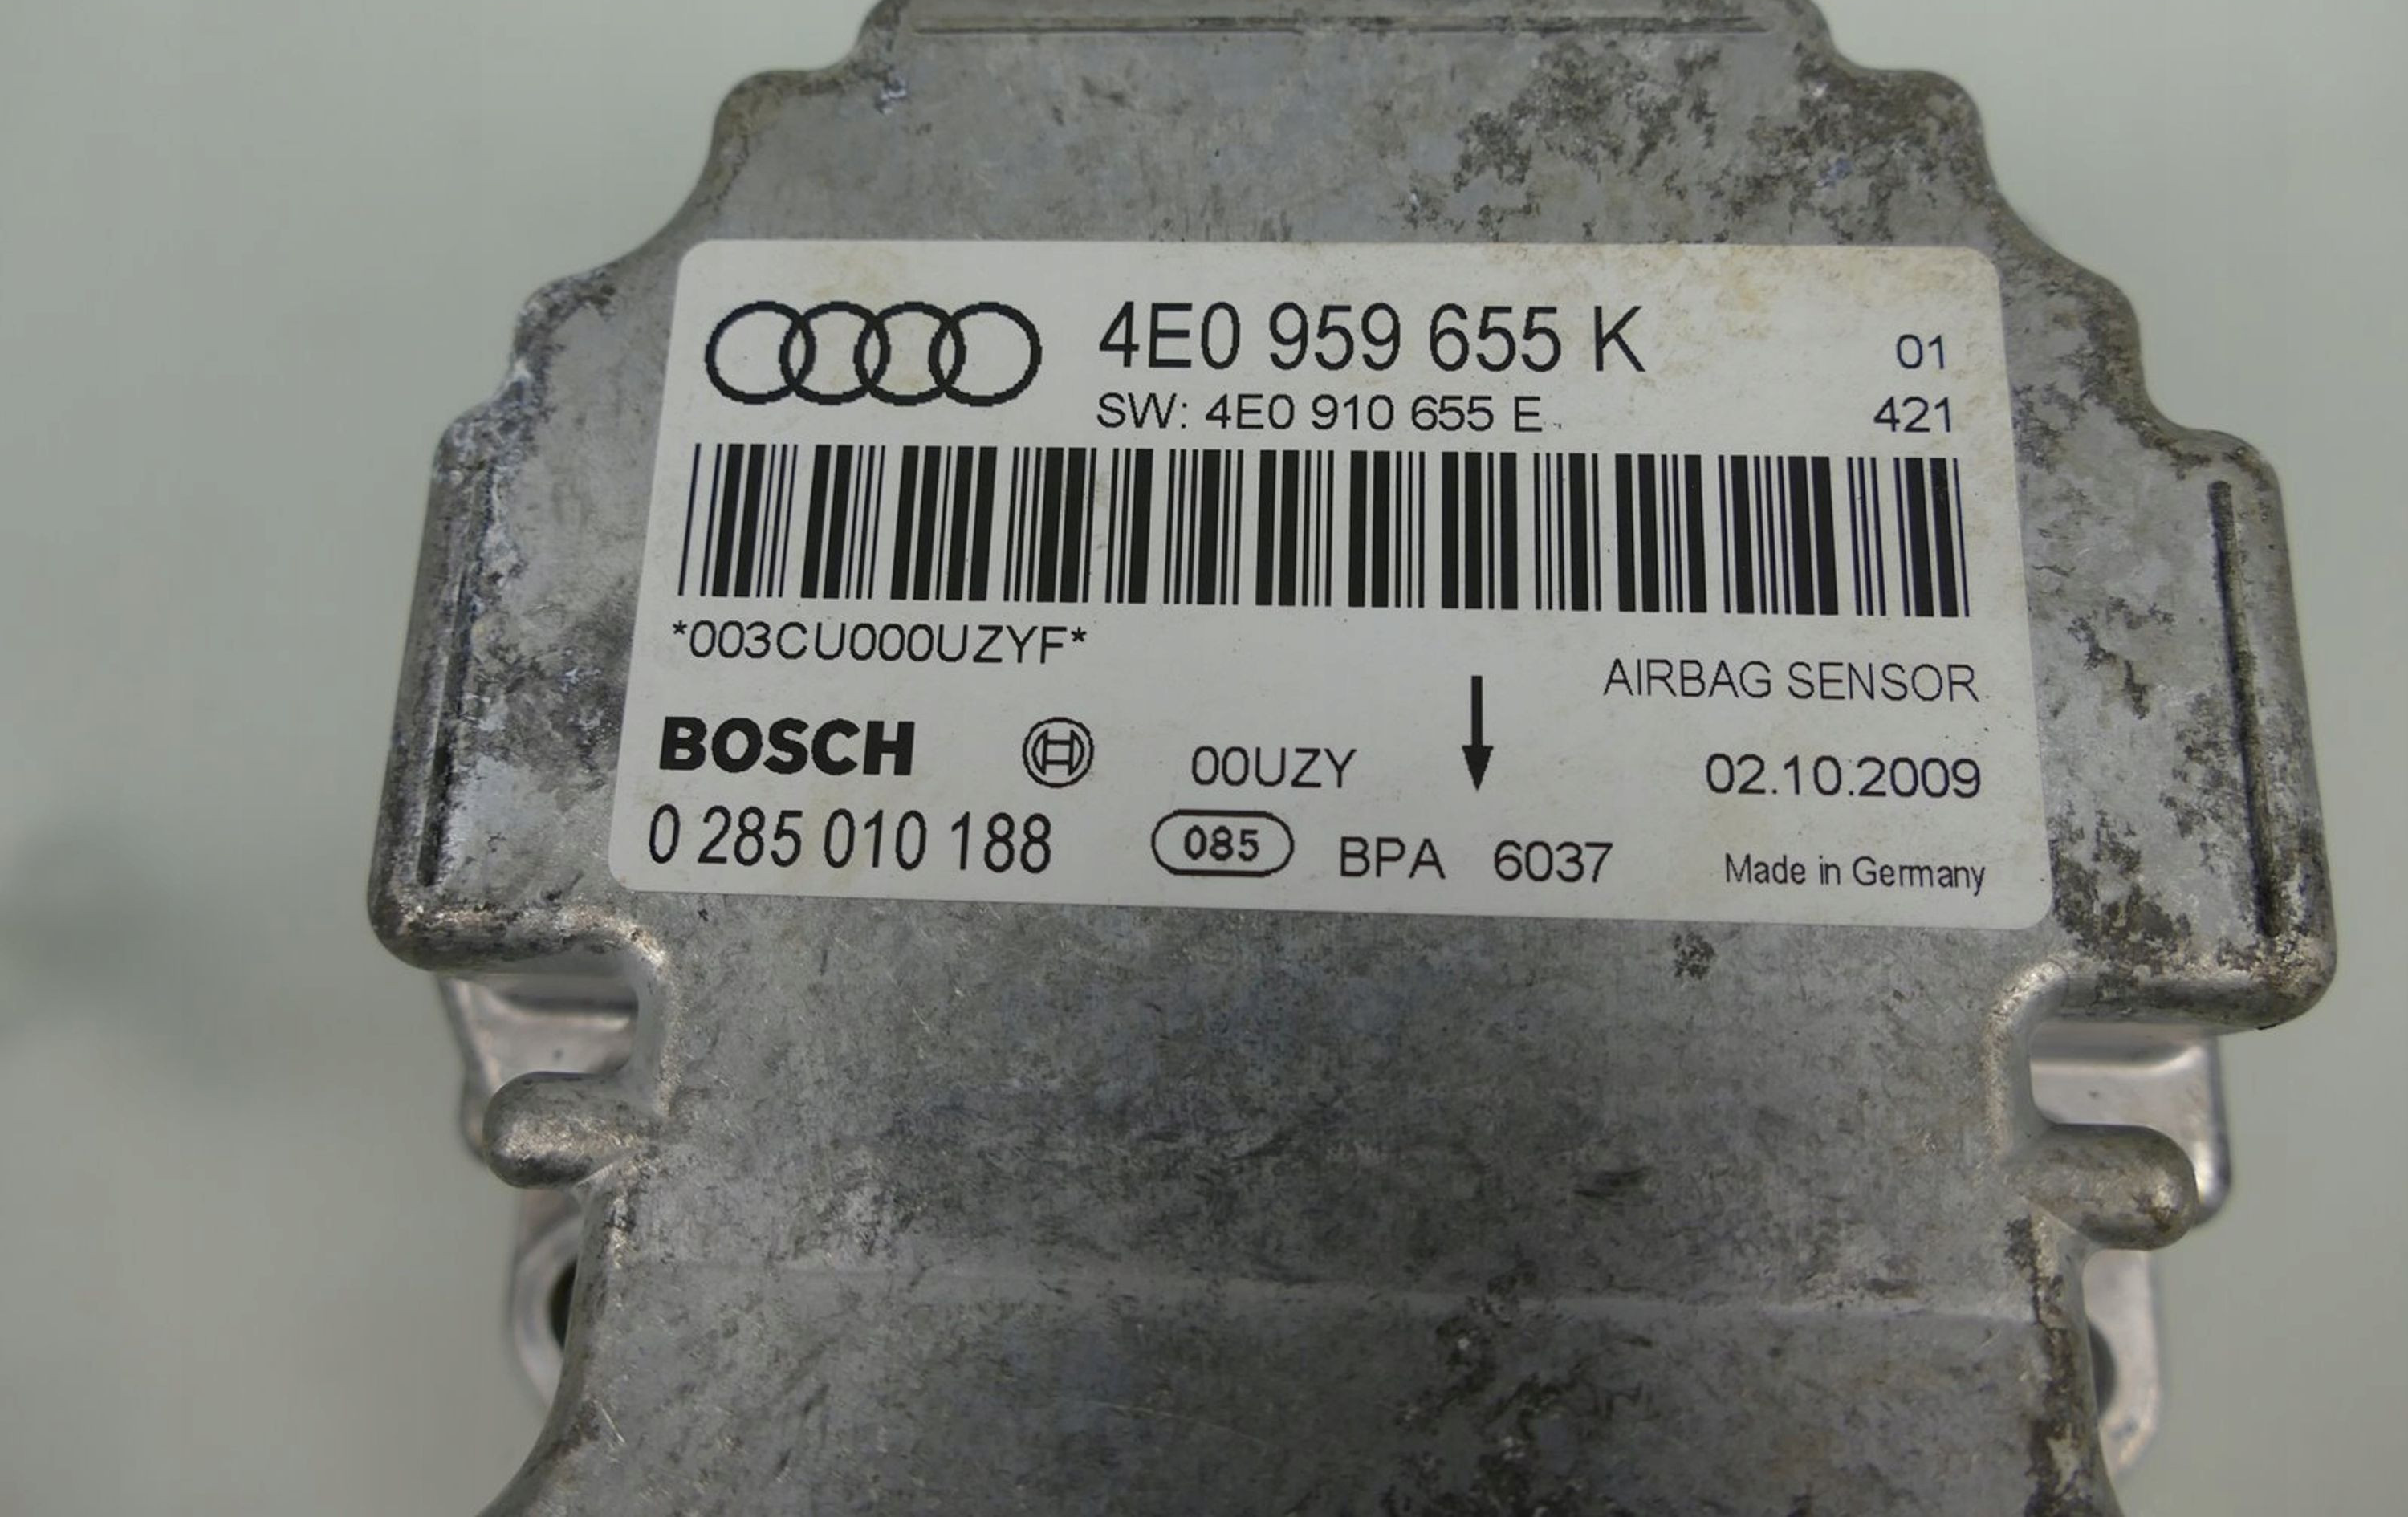 4E0 959 655 K 01
SW: 4E0 910 655 E 421
*003CU000UZYF*
AIRBAG SENSOR
BOSCH 00UZY 02.10.2009
0 285 010 188 085 BPA 6037 Made in Germany